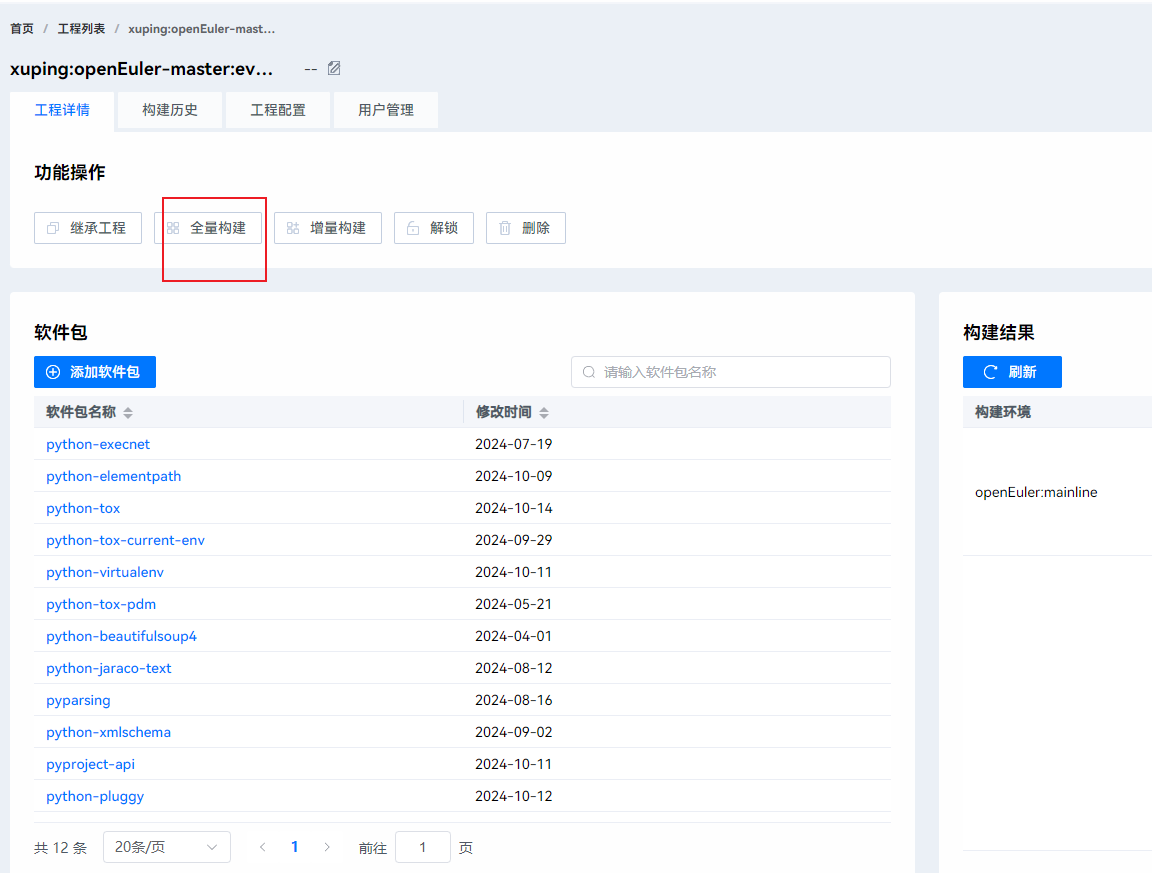 首页 / 工程列表 / xuping:openEuler-mast...
xuping:openEuler-master:ev... --
工程详情 构建历史 工程配置 用户管理
功能操作
继承工程 全量构建 增量构建 解锁 删除
软件包
添加软件包 请输入软件包名称
软件包名称 修改时间
python-execnet 2024-07-19
python-elementpath 2024-10-09
python-tox 2024-10-14
python-tox-current-env 2024-09-29
python-virtualenv 2024-10-11
python-tox-pdm 2024-05-21
python-beautifulsoup4 2024-04-01
python-jaraco-text 2024-08-12
pyparsing 2024-08-16
python-xmlschema 2024-09-02
pyproject-api 2024-10-11
python-pluggy 2024-10-12
共 12 条 20条/页 1 前往 1 页
构建结果
刷新
构建环境
openEuler:mainline